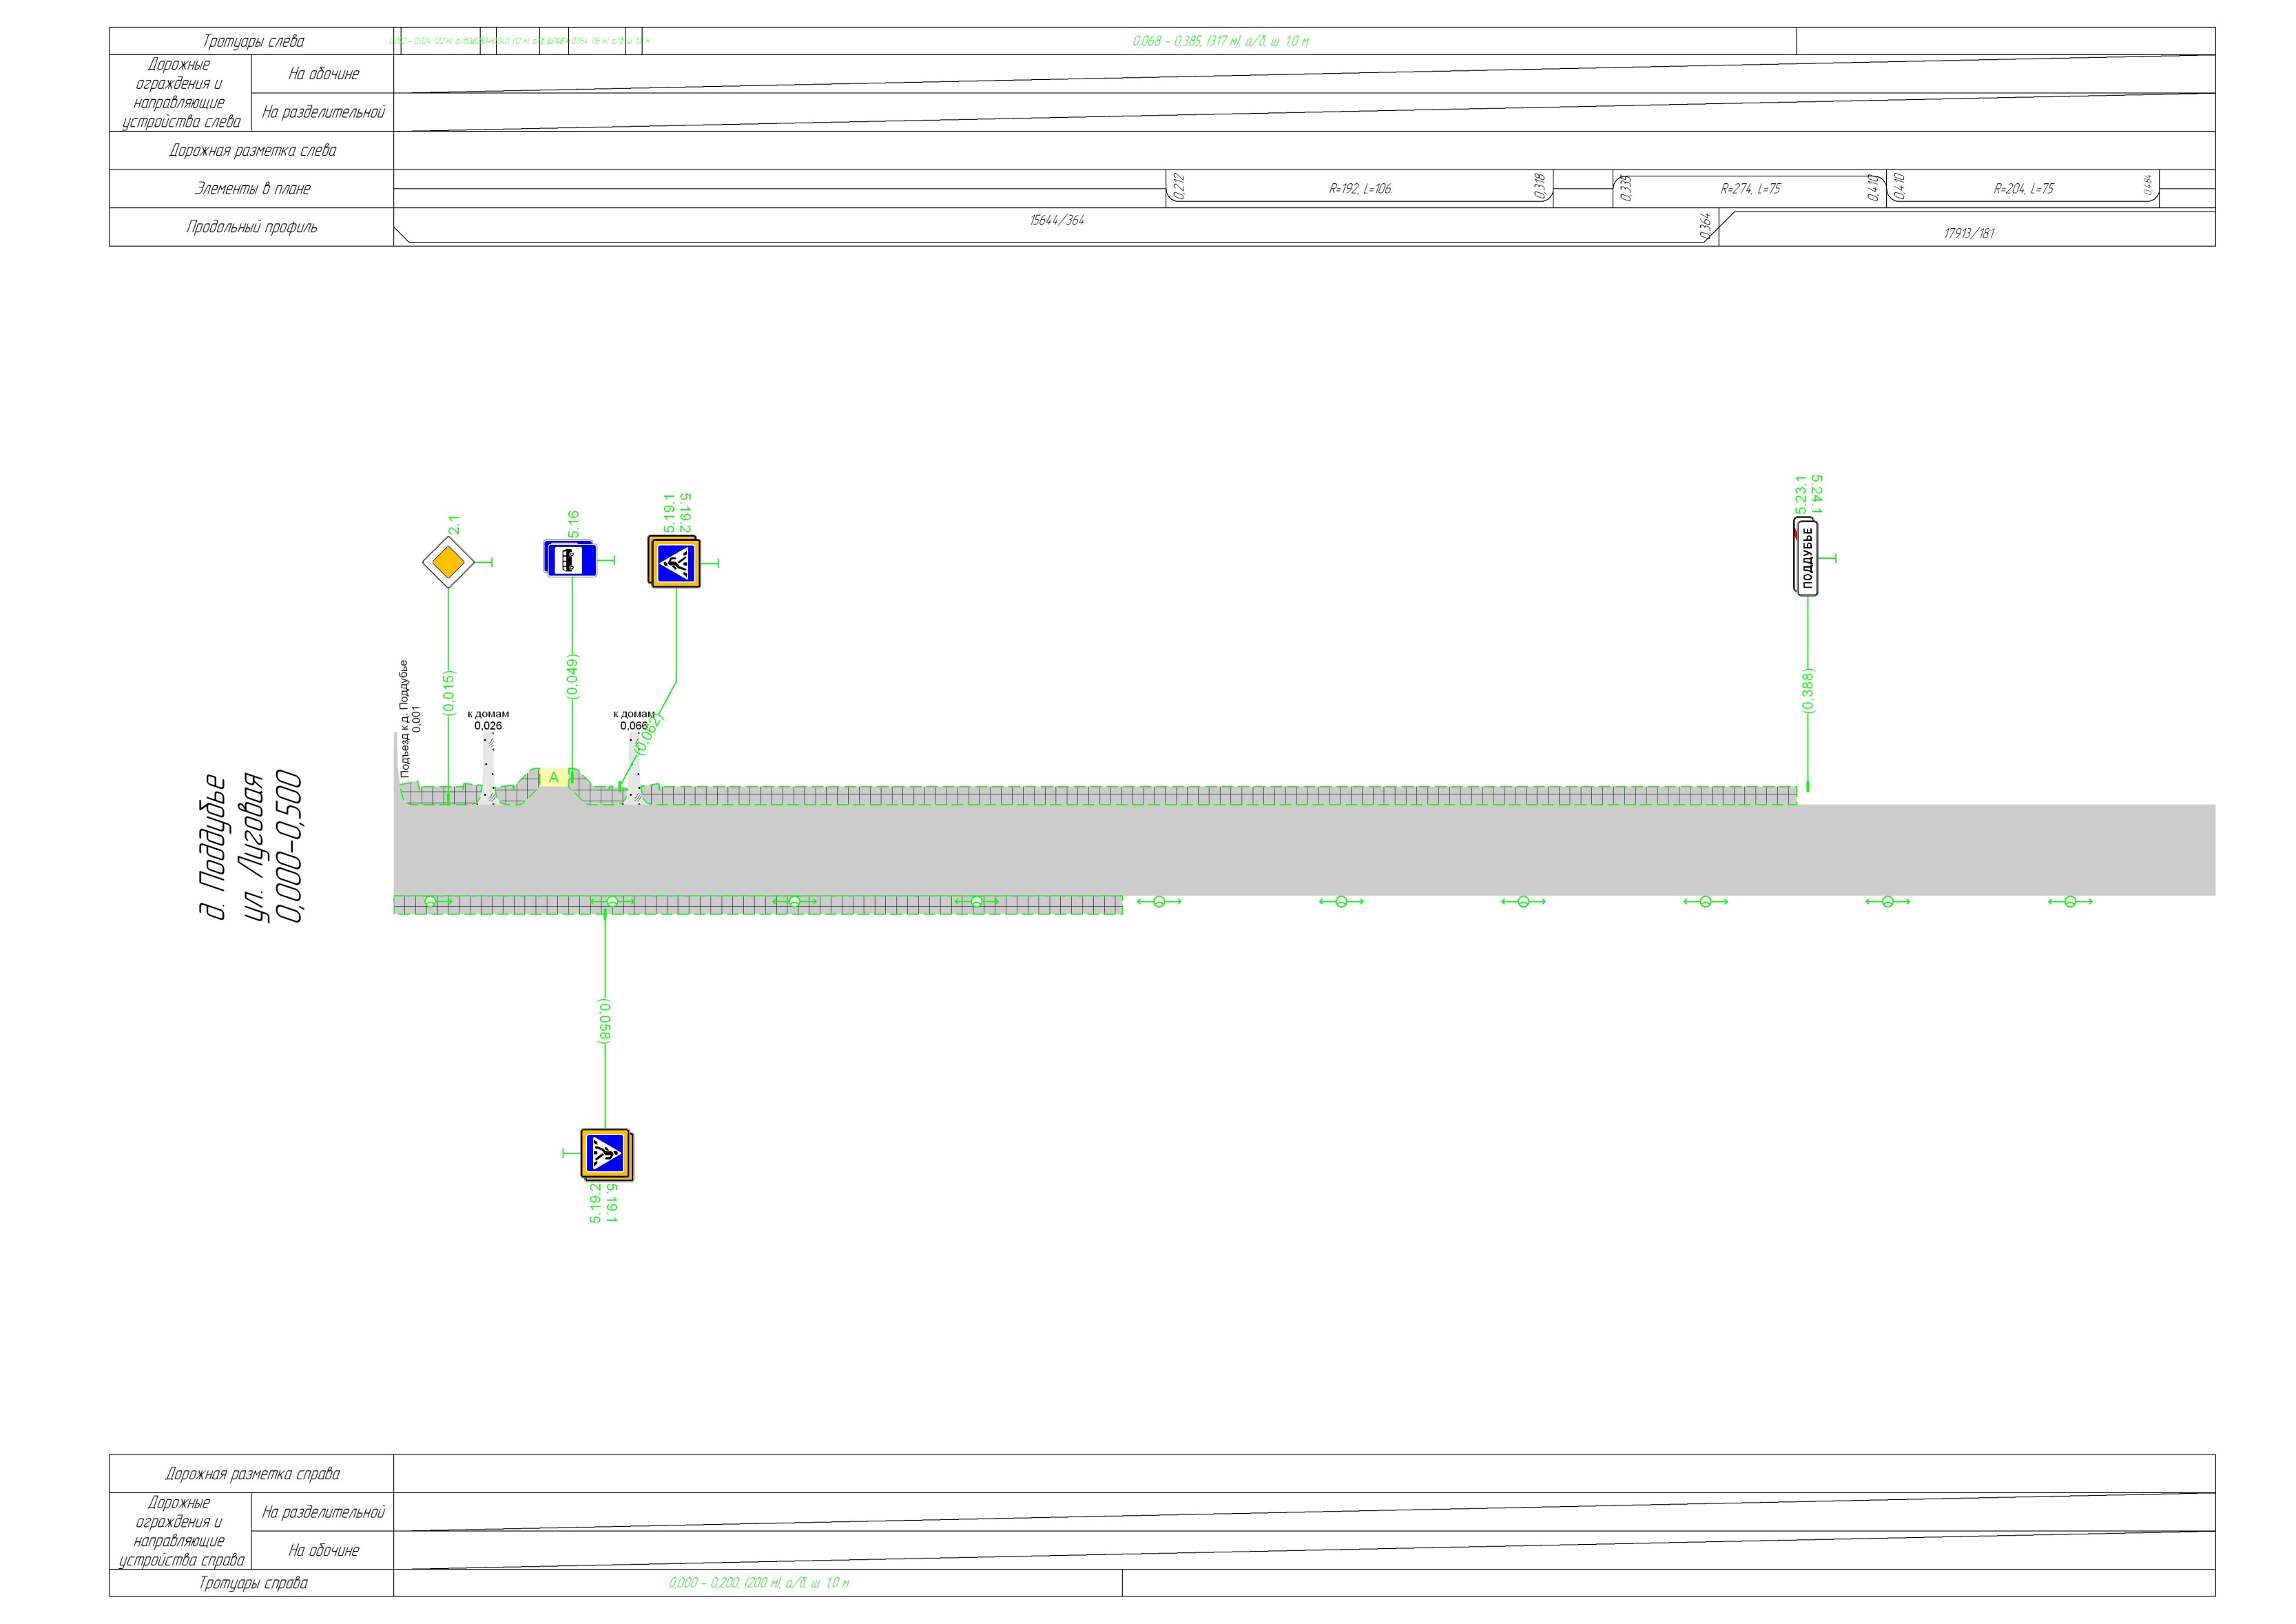 Тротуары слева
0,068 - 0,385, (317 м), а/б, ш. 1,0 м
Дорожные
ограждения и
направляющие
устройства слева
На обочине
На разделительной
Дорожная разметка слева
Элементы в плане
0,212
R=192, L=106
0,318
0,335
R=274, L=75
0,410
0,410
R=204, L=75
0,484
Продольный профиль
15644/364
0,364
17913/181
2.1
5.16
5.19.1
5.19.2
5.23.1
5.24.1
ПОДДУБЬЕ
(0,015)
(0,049)
(0,062)
(0,388)
Подъезд к д. Поддубье
0,001
к домам
0,026
к домам
0,066
А
д. Поддубье
ул. Луговая
0,000-0,500
(0,058)
5.19.2
5.19.1
Дорожная разметка справа
Дорожные
ограждения и
направляющие
устройства справа
На разделительной
На обочине
Тротуары справа
0,000 - 0,200, (200 м), а/б, ш. 1,0 м